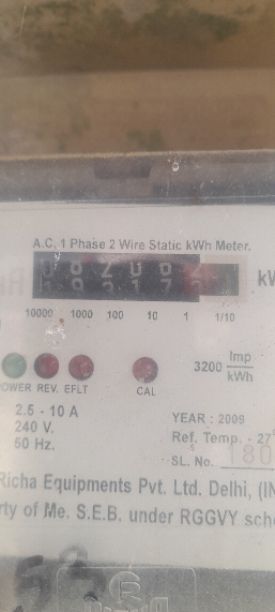 A.C. 1 Phase 2 Wire Static kWh Meter.
10000 1000 100 10 1 1/10
3200 Imp/kWh
POWER REV. EFLT CAL
2.5 - 10 A
240 V.
50 Hz.
YEAR : 2009
Ref. Temp. - 27°
SL. No. 180
Richa Equipments Pvt. Ltd. Delhi, (IN
rty of Me. S.E.B. under RGGVY sch